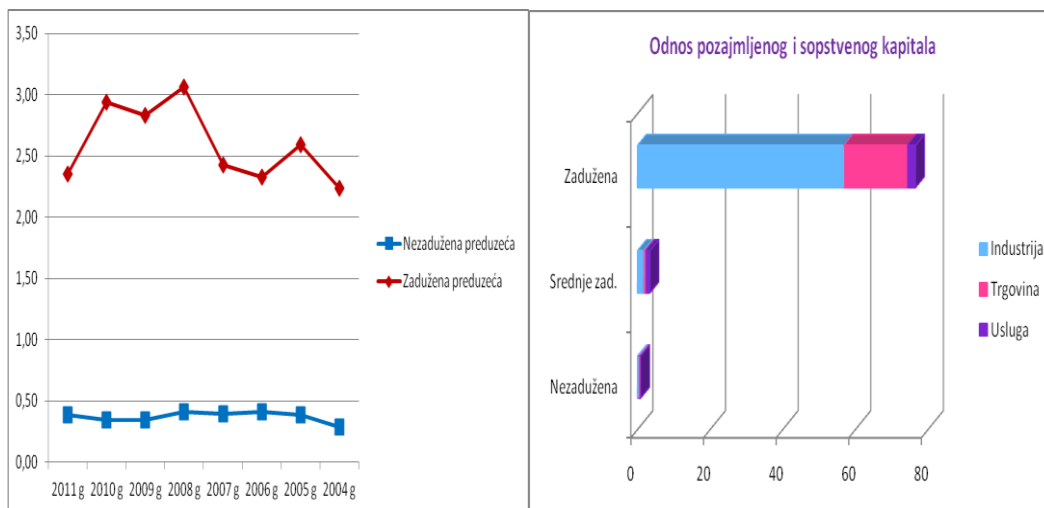 3,50
3,00
2,50
2,00
1,50
1,00
0,50
0,00
2011 g 2010 g 2009 g 2008 g 2007 g 2006 g 2005 g 2004 g
Nezadužena preduzeća
Zadužena preduzeća
Odnos pozajmljenog i sopstvenog kapitala
Zadužena
Srednje zad.
Nezadužena
0 20 40 60 80
Industrija
Trgovina
Usluga